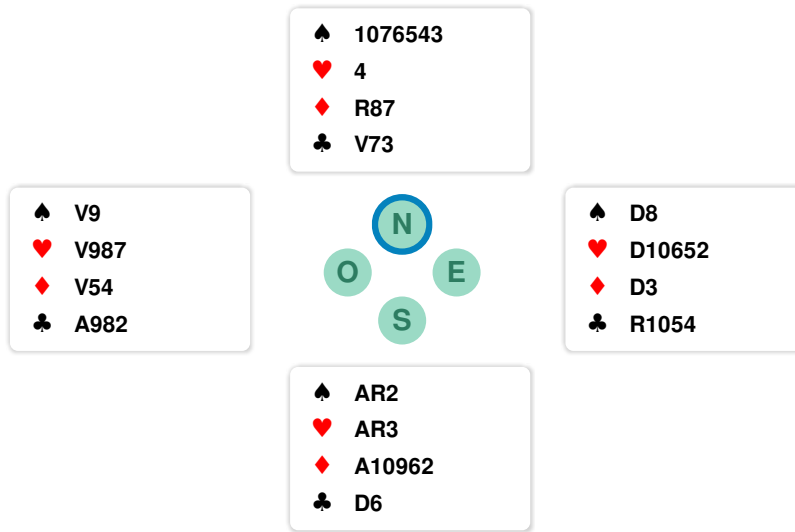 ♠ 1076543
♥ 4
♦ R87
♣ V73
♠ V9
♥ V987
♦ V54
♣ A982
N
O E
S
♠ D8
♥ D10652
♦ D3
♣ R1054
♠ AR2
♥ AR3
♦ A10962
♣ D6